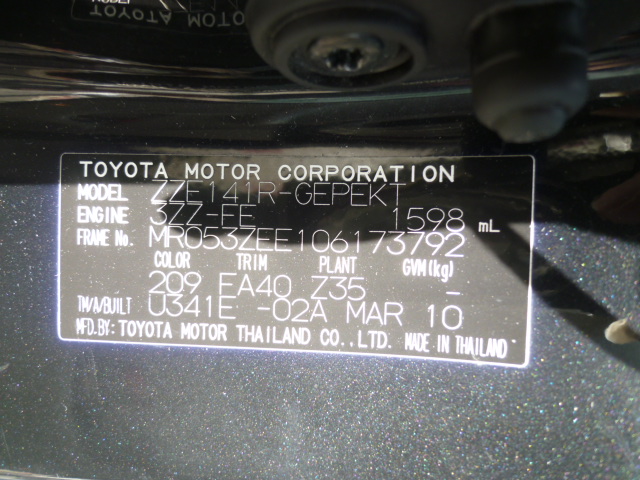 TOYOTA MOTOR CORPORATION
MODEL ZZE141R-GEPEKT
ENGINE 3ZZ-FE 1598 mL
FRAME No. MR053ZEE106173792
COLOR TRIM PLANT GVM(kg)
209 EA40 Z35 -
TM/A/BUILT U341E -02A MAR 10
MFD.BY: TOYOTA MOTOR THAILAND CO.,LTD. MADE IN THAILAND